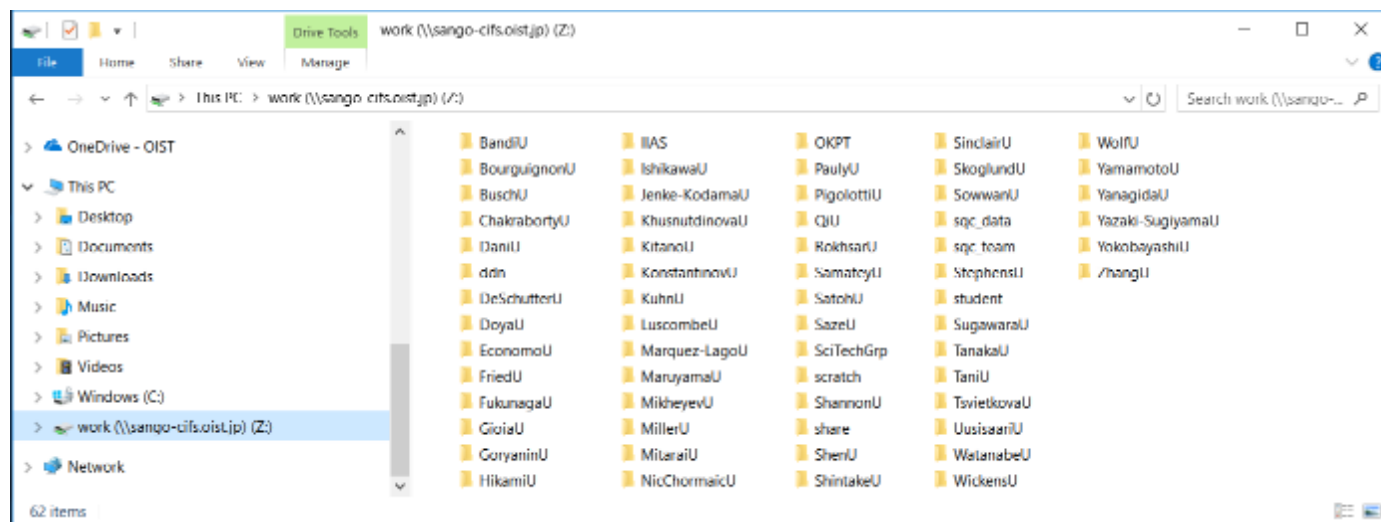 Drive Tools
work (\\sango-cifs.oist.jp) (Z:)
File
Home
Share
View
Manage
This PC > work (\\sango-cifs.oist.jp) (Z:)
Search work (\\sango-...
OneDrive - OIST
This PC
Desktop
Documents
Downloads
Music
Pictures
Videos
Windows (C:)
work (\\sango-cifs.oist.jp) (Z:)
Network
BandiU
BourguignonU
BuschU
ChakrabortyU
DaniU
ddn
DeSchutterU
DoyaU
EconomoU
FriedU
FukunagaU
GioiaU
GoryaninU
HikamiU
IIAS
IshikawaU
Jenke-KodamaU
KhusnutdinovaU
KitanoU
KonstantinovU
KuhnU
LuscombeU
Marquez-LagoU
MaruyamaU
MikheyevU
MillerU
MitaraiU
NicChormaicU
OKPT
PaulyU
PigolottiU
QiU
RokhsarU
SamateyU
SatohU
SazeU
SciTechGrp
scratch
ShannonU
share
ShenU
ShintakeU
SinclairU
SkoglundU
SowwanU
sqc_data
sqc_team
StephensU
student
SugawaraU
TanakaU
TaniU
TsvietkovaU
UusisaariU
WatanabeU
WickensU
WolfU
YamamotoU
YanagidaU
Yazaki-SugiyamaU
YokobayashiU
ZhangU
62 items